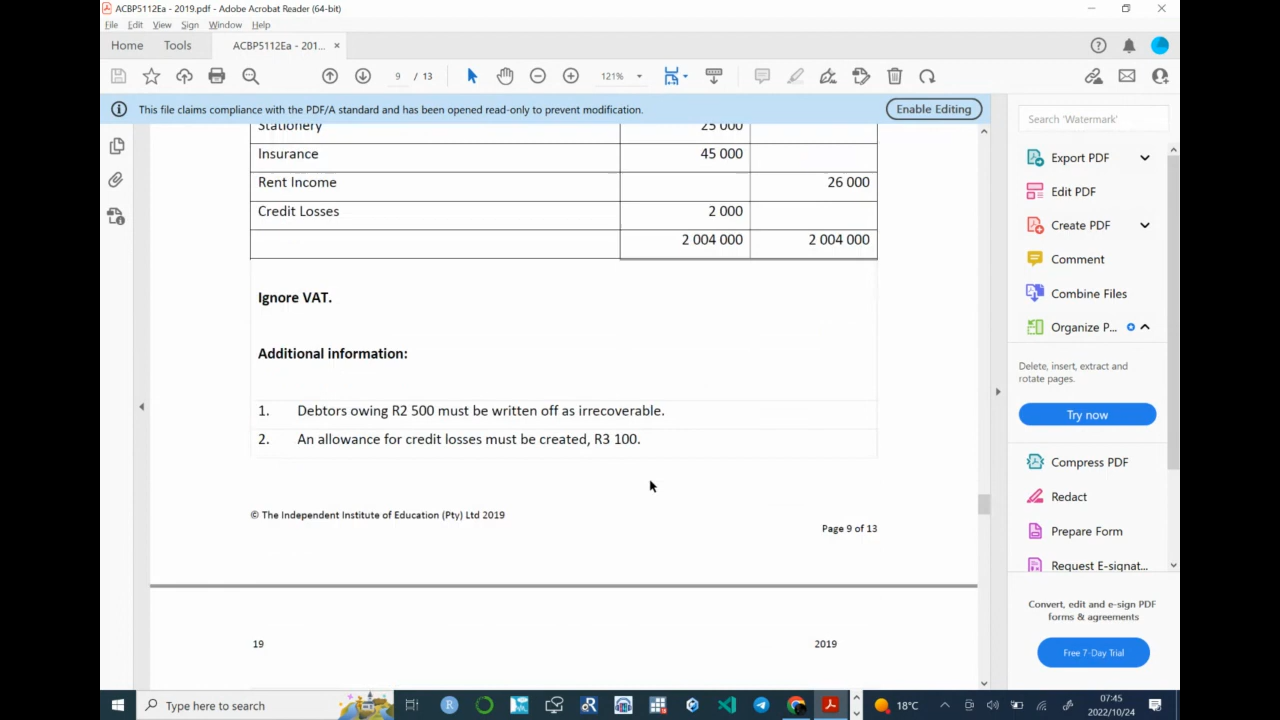 ACBP5112Ea - 2019.pdf - Adobe Acrobat Reader (64-bit)
File Edit View Sign Window Help
Home Tools ACBP5112Ea - 201... ×
9 / 13 121%
This file claims compliance with the PDF/A standard and has been opened read-only to prevent modification. Enable Editing
Stationery 25 000
Insurance 45 000
Rent Income 26 000
Credit Losses 2 000
2 004 000 2 004 000
Ignore VAT.
Additional information:
1. Debtors owing R2 500 must be written off as irrecoverable.
2. An allowance for credit losses must be created, R3 100.
© The Independent Institute of Education (Pty) Ltd 2019
Page 9 of 13
19 2019
Search 'Watermark'
Export PDF
Edit PDF
Create PDF
Comment
Combine Files
Organize P...
Delete, insert, extract and
rotate pages.
Try now
Compress PDF
Redact
Prepare Form
Request E-signat...
Convert, edit and e-sign PDF
forms & agreements
Free 7-Day Trial
Type here to search
18°C
07:45
2022/10/24